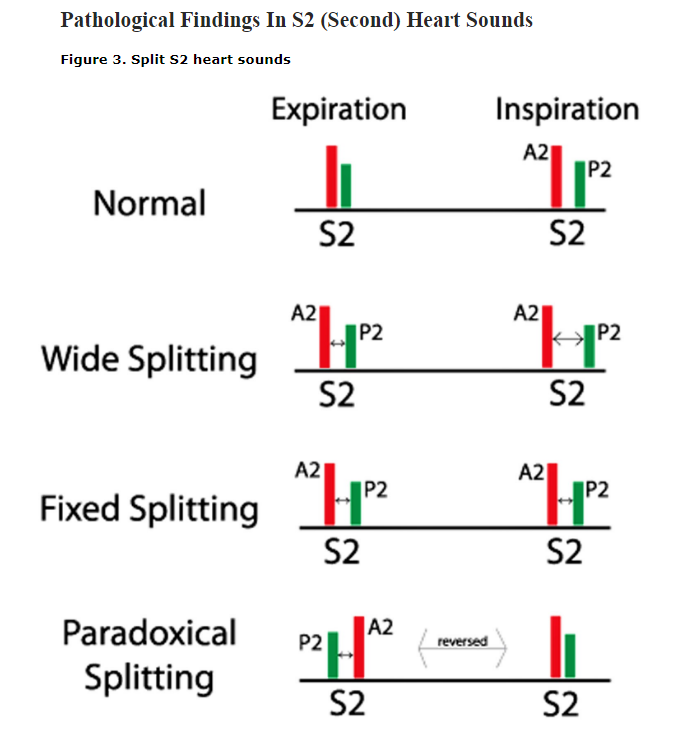 Pathological Findings In S2 (Second) Heart Sounds
Figure 3. Split S2 heart sounds
Expiration Inspiration
A2 P2
Normal
S2 S2
A2 P2 A2 P2
Wide Splitting
S2 S2
A2 P2 A2 P2
Fixed Splitting
S2 S2
Paradoxical
P2 A2 reversed
Splitting
S2 S2